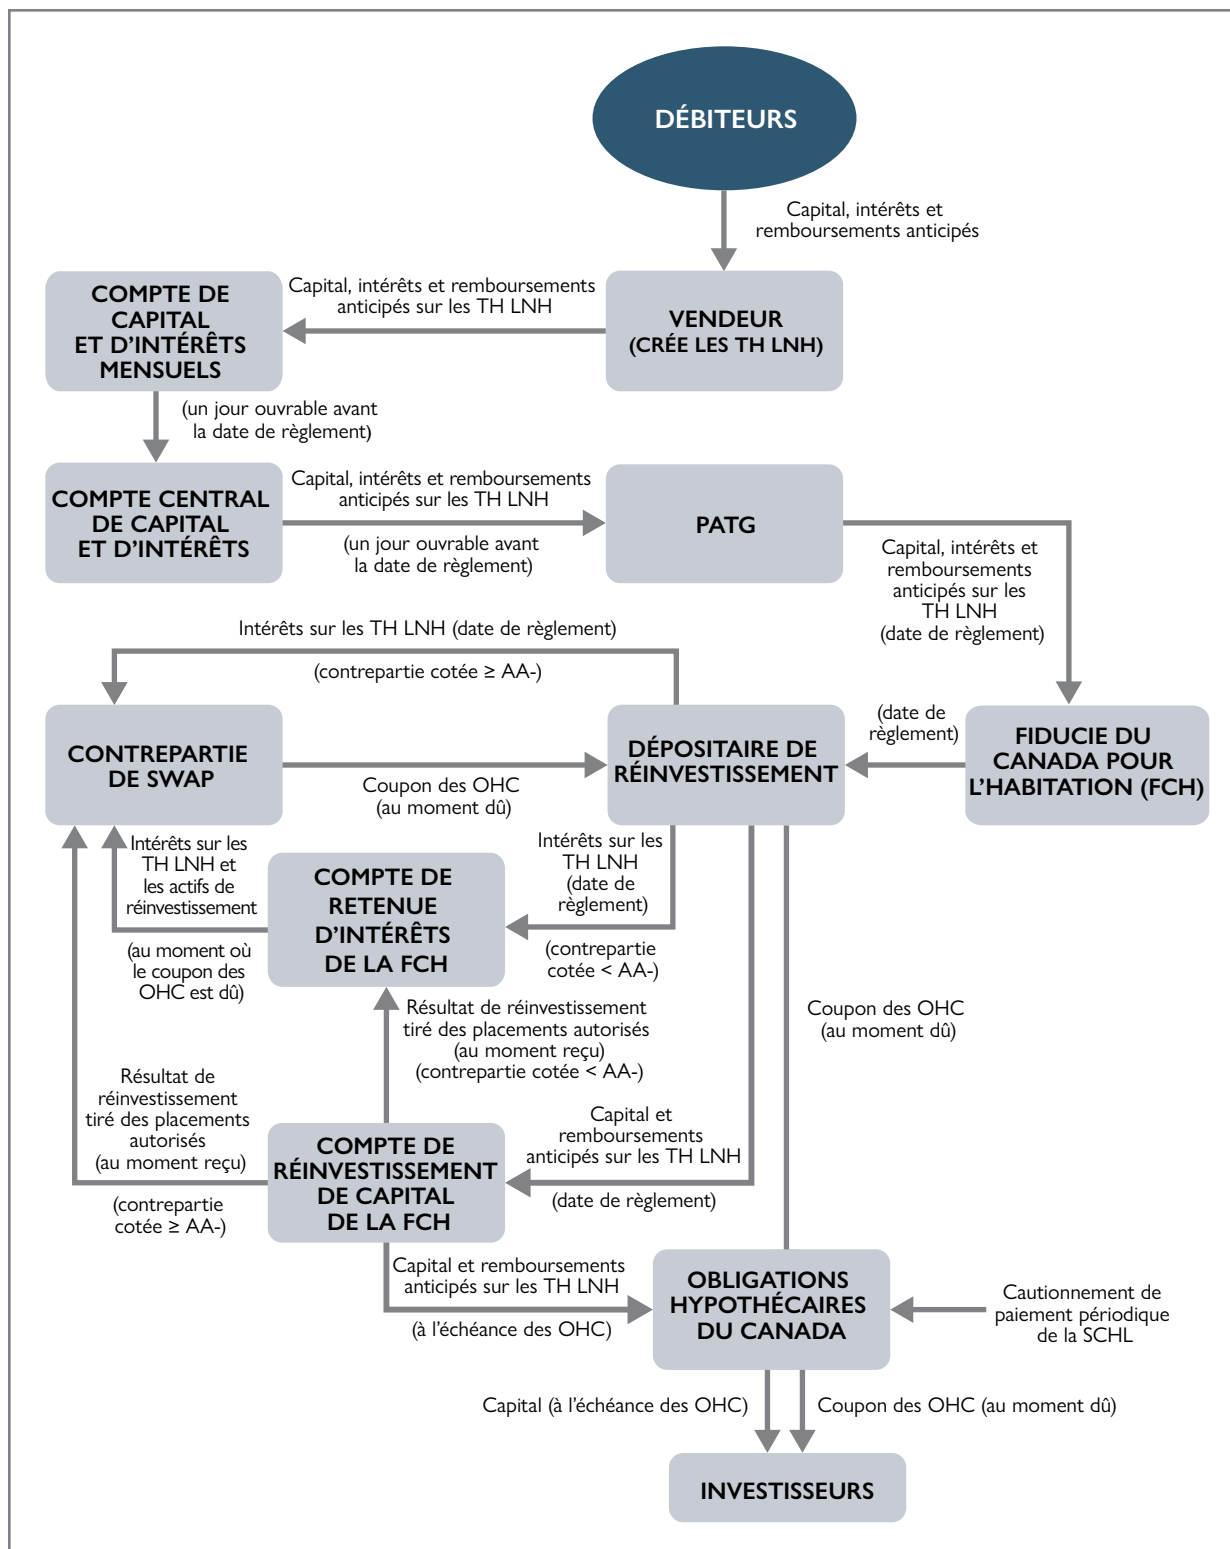 DÉBITEURS
Capital, intérêts et
remboursements anticipés
VENDEUR
(CRÉE LES TH LNH)
Capital, intérêts et remboursements
anticipés sur les TH LNH
COMPTE DE
CAPITAL
ET D'INTÉRÊTS
MENSUELS
(un jour ouvrable avant
la date de règlement)
COMPTE CENTRAL
DE CAPITAL
ET D'INTÉRÊTS
Capital, intérêts et remboursements
anticipés sur les TH LNH
(un jour ouvrable avant
la date de règlement)
PATG
Capital, intérêts et
remboursements
anticipés sur les
TH LNH
(date de règlement)
Intérêts sur les TH LNH (date de règlement)
(contrepartie cotée ≥ AA-)
CONTREPARTIE
DE SWAP
Coupon des OHC
(au moment dû)
DÉPOSITAIRE DE
RÉINVESTISSEMENT
(date de
règlement)
FIDUCIE DU
CANADA POUR
L'HABITATION (FCH)
Intérêts sur les
TH LNH et
les actifs de
réinvestissement
(au moment où
le coupon des
OHC est dû)
COMPTE DE
RETENUE
D'INTÉRÊTS
DE LA FCH
Intérêts sur les
TH LNH
(date de
règlement)
(contrepartie
cotée < AA-)
Coupon des OHC
(au moment dû)
Résultat de réinvestissement
tiré des placements autorisés
(au moment reçu)
(contrepartie cotée < AA-)
Résultat de
réinvestissement
tiré des placements
autorisés
(au moment reçu)
(contrepartie
cotée ≥ AA-)
COMPTE DE
RÉINVESTISSEMENT
DE CAPITAL
DE LA FCH
Capital et
remboursements
anticipés sur les TH LNH
(date de règlement)
Capital et remboursements
anticipés sur les TH LNH
(à l'échéance des OHC)
OBLIGATIONS
HYPOTHÉCAIRES
DU CANADA
Cautionnement de
paiement périodique
de la SCHL
Capital (à l'échéance des OHC)
Coupon des OHC (au moment dû)
INVESTISSEURS